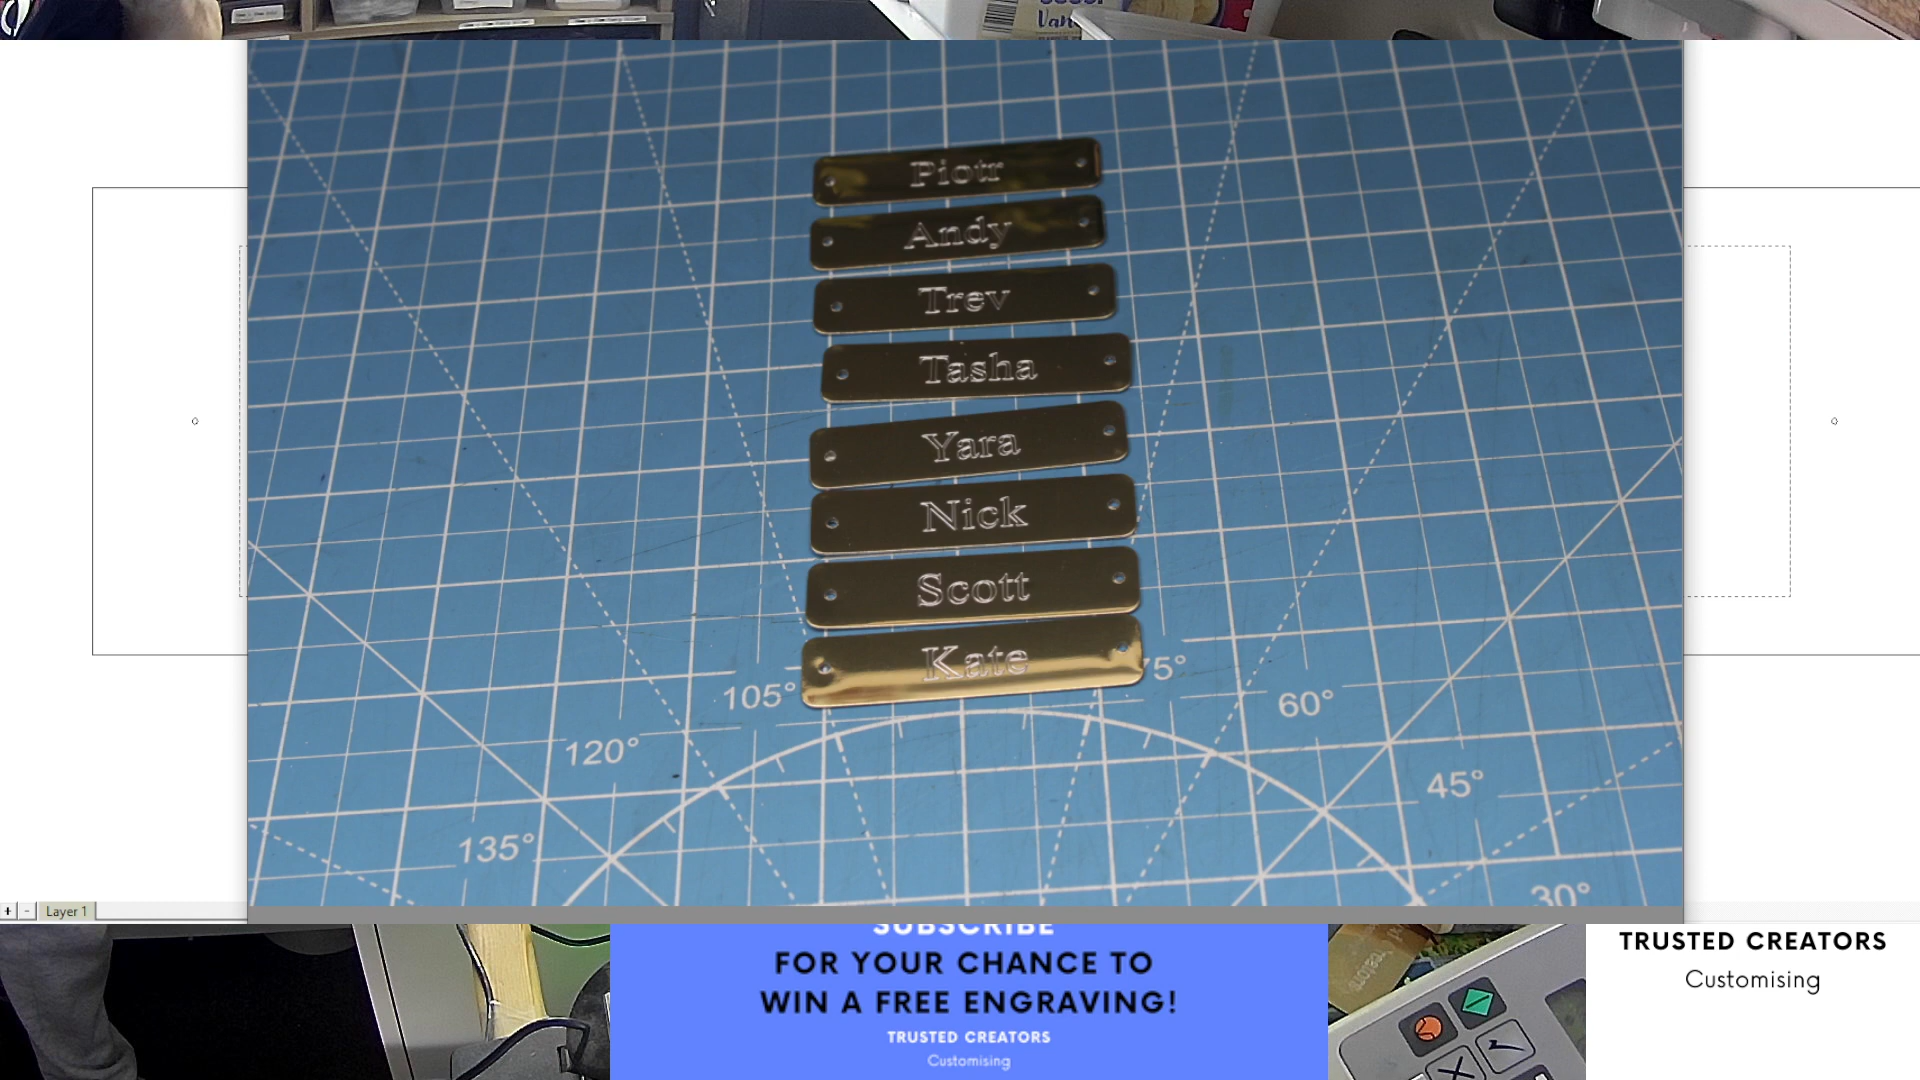 Van
Piotr
Andy
Trev
Tasha
Yara
Nick
Scott
Kate
105°
75°
60°
120°
45°
135°
30°
+ - Layer 1
SUBSCRIBE
FOR YOUR CHANCE TO
WIN A FREE ENGRAVING!
TRUSTED CREATORS
Customising
TRUSTED CREATORS
Customising